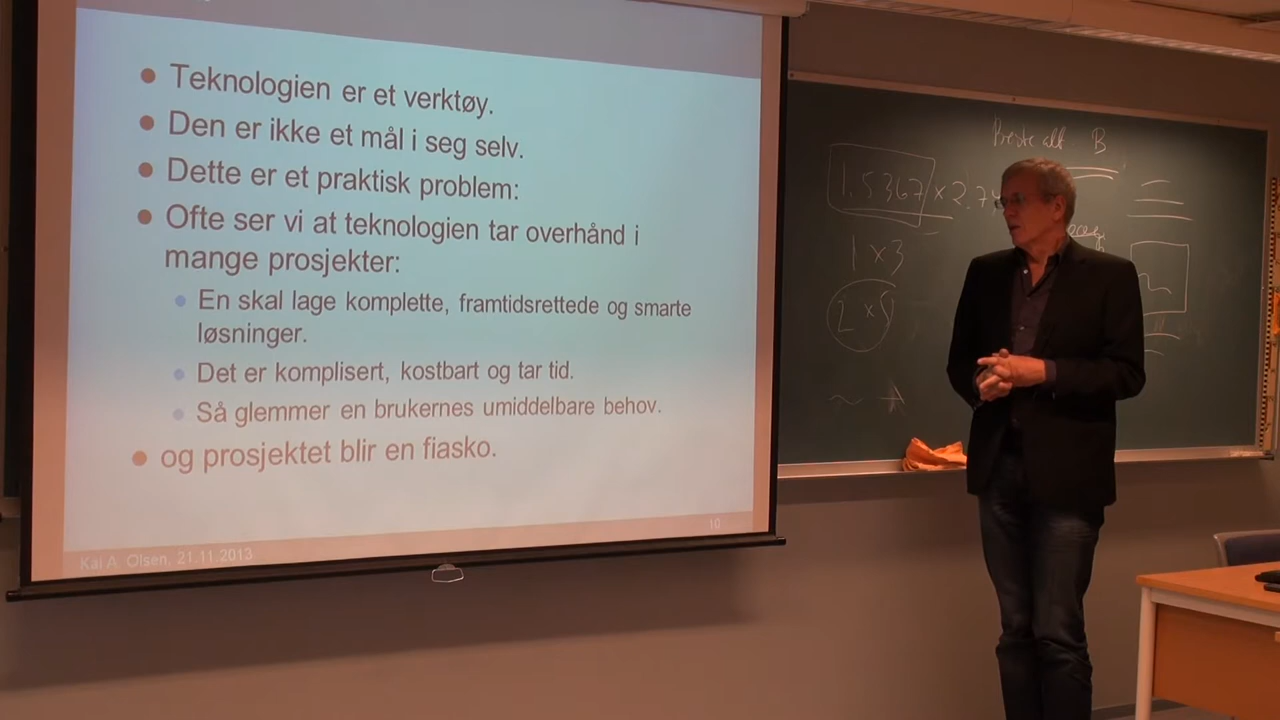 Teknologien er et verktøy.
Den er ikke et mål i seg selv.
Dette er et praktisk problem:
Ofte ser vi at teknologien tar overhånd i
mange prosjekter:
En skal lage komplette, framtidsrettede og smarte
løsninger.
Det er komplisert, kostbart og tar tid.
Så glemmer en brukernes umiddelbare behov.
og prosjektet blir en fiasko.
10
Kai A. Olsen, 21.11.2013
Beste alt B
1.5367 × 2.7
1 × 3
2 × 5
~ A